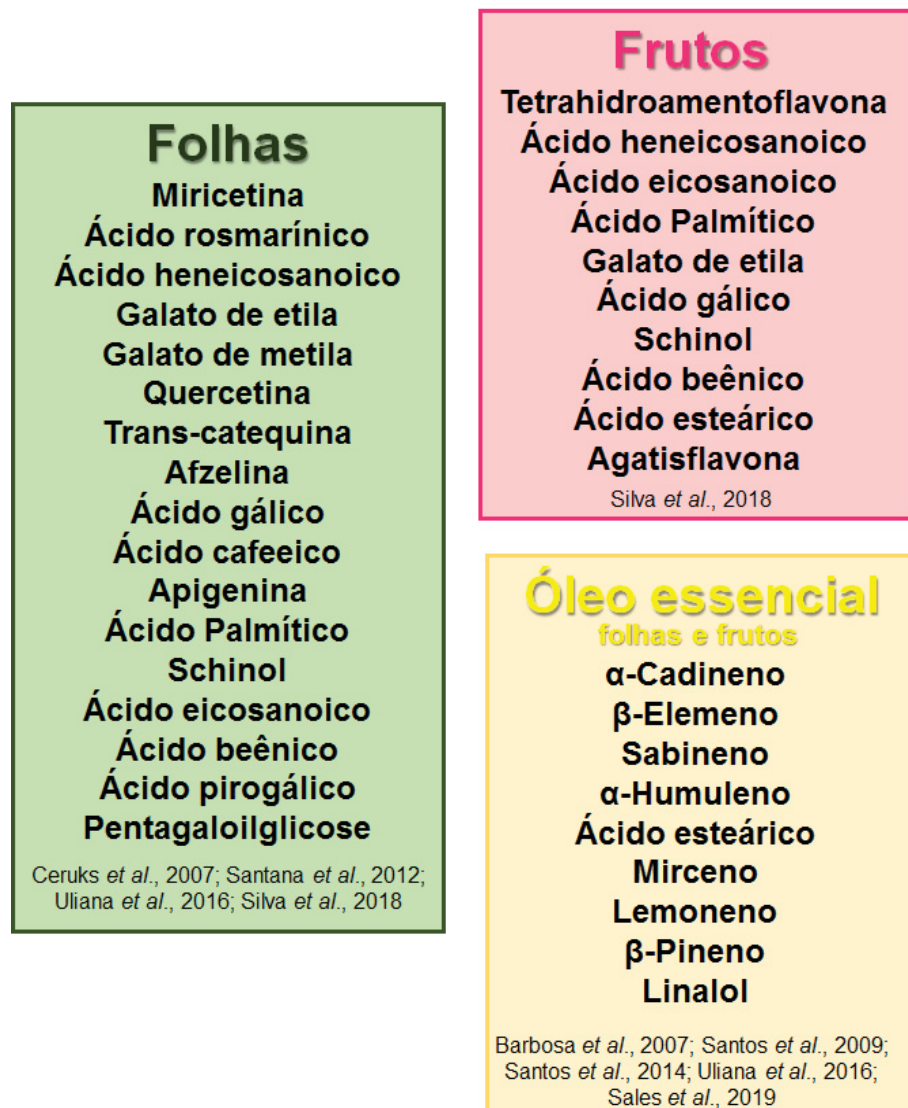 Folhas
Miricetina
Ácido rosmarínico
Ácido heneicosanoico
Galato de etila
Galato de metila
Quercetina
Trans-catequina
Afzelina
Ácido gálico
Ácido cafeeico
Apigenina
Ácido Palmítico
Schinol
Ácido eicosanoico
Ácido beênico
Ácido pirogálico
Pentagaloilglicose
Ceruks et al., 2007; Santana et al., 2012;
Uliana et al., 2016; Silva et al., 2018
Frutos
Tetrahidroamentoflavona
Ácido heneicosanoico
Ácido eicosanoico
Ácido Palmítico
Galato de etila
Ácido gálico
Schinol
Ácido beênico
Ácido esteárico
Agatisflavona
Silva et al., 2018
Óleo essencial
folhas e frutos
α-Cadineno
β-Elemeno
Sabineno
α-Humuleno
Ácido esteárico
Mirceno
Lemoneno
β-Pineno
Linalol
Barbosa et al., 2007; Santos et al., 2009;
Santos et al., 2014; Uliana et al., 2016;
Sales et al., 2019